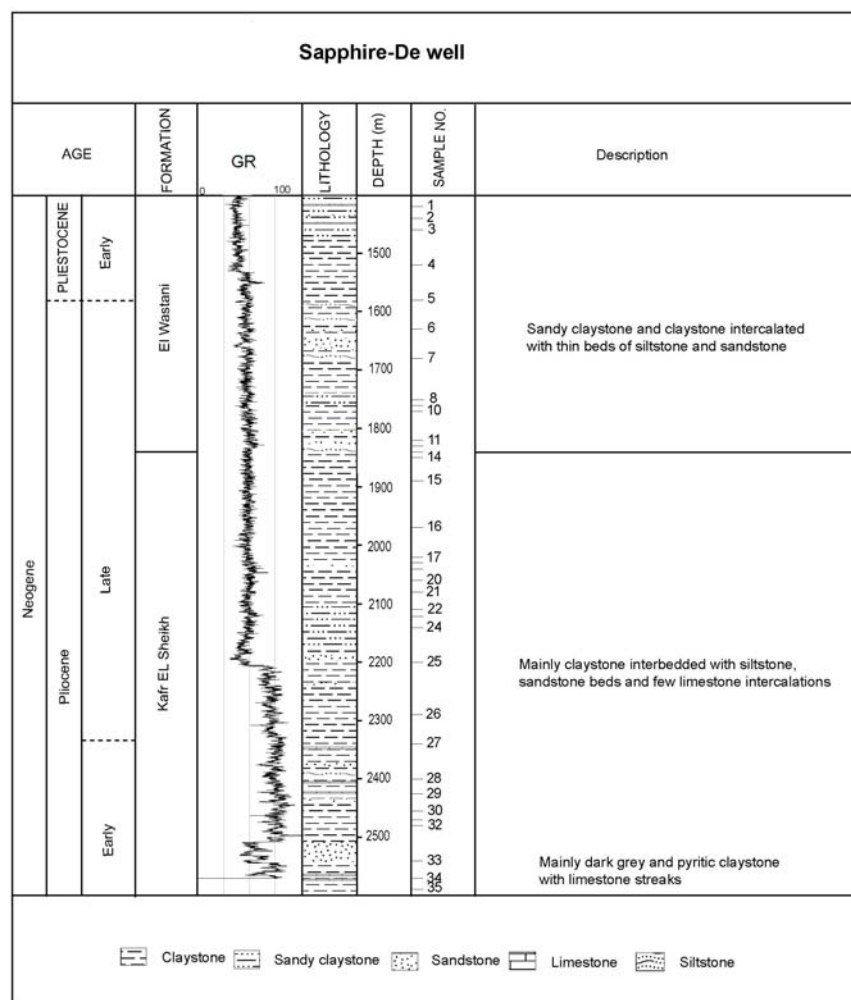 Sapphire-De well
AGE
FORMATION
GR
0
100
LITHOLOGY
DEPTH (m)
SAMPLE NO.
Description
Neogene
PLIESTOCENE
Early
Pliocene
Late
Early
El Wastani
Kafr EL Sheikh
1500
1600
1700
1800
1900
2000
2100
2200
2300
2400
2500
1
2
3
4
5
6
7
8
10
11
14
15
16
17
20
21
22
24
25
26
27
28
29
30
32
33
34
35
Sandy claystone and claystone intercalated
with thin beds of siltstone and sandstone
Mainly claystone interbedded with siltstone,
sandstone beds and few limestone intercalations
Mainly dark grey and pyritic claystone
with limestone streaks
Claystone
Sandy claystone
Sandstone
Limestone
Siltstone